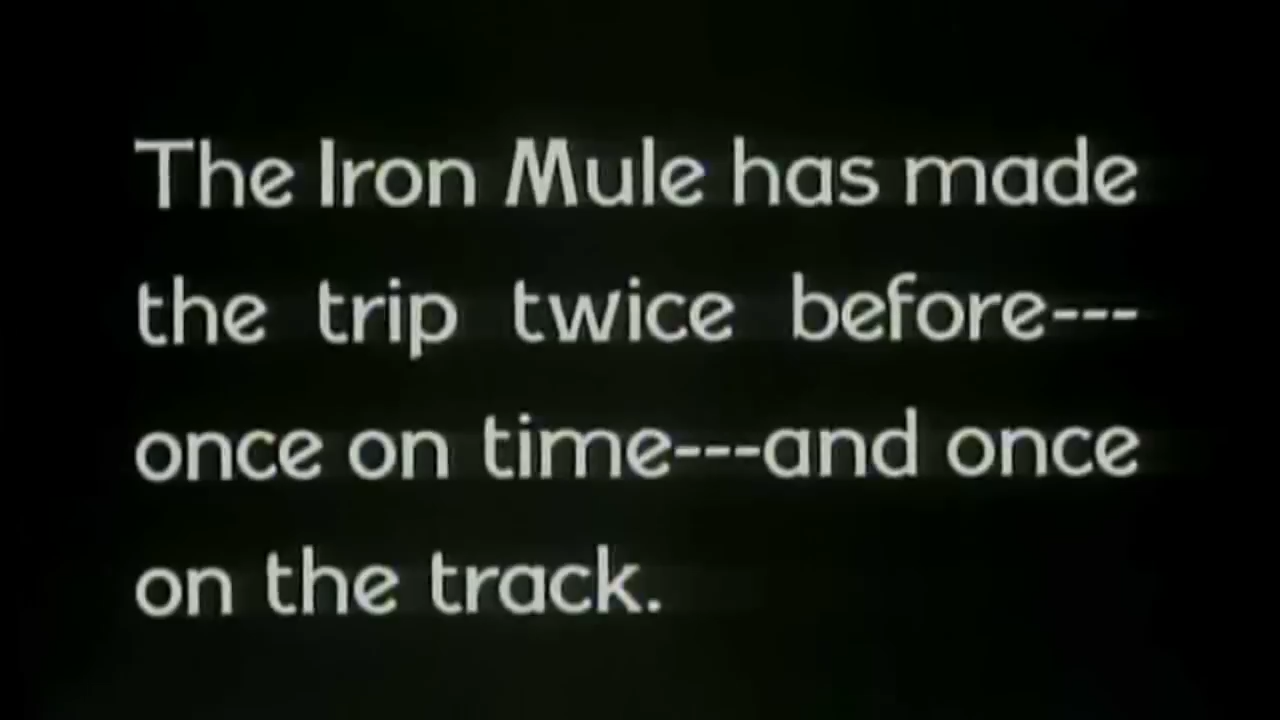 The Iron Mule has made
the trip twice before---
once on time---and once
on the track.